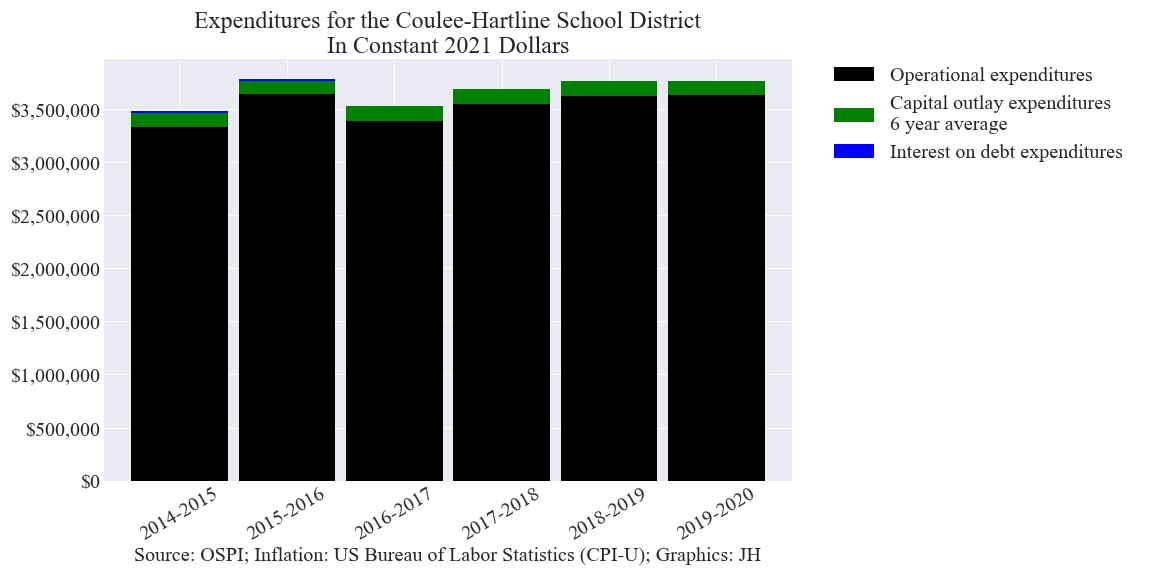 Expenditures for the Coulee-Hartline School District
In Constant 2021 Dollars
Operational expenditures
Capital outlay expenditures
6 year average
Interest on debt expenditures
$3,500,000
$3,000,000
$2,500,000
$2,000,000
$1,500,000
$1,000,000
$500,000
$0
2014-2015
2015-2016
2016-2017
2017-2018
2018-2019
2019-2020
Source: OSPI; Inflation: US Bureau of Labor Statistics (CPI-U); Graphics: JH